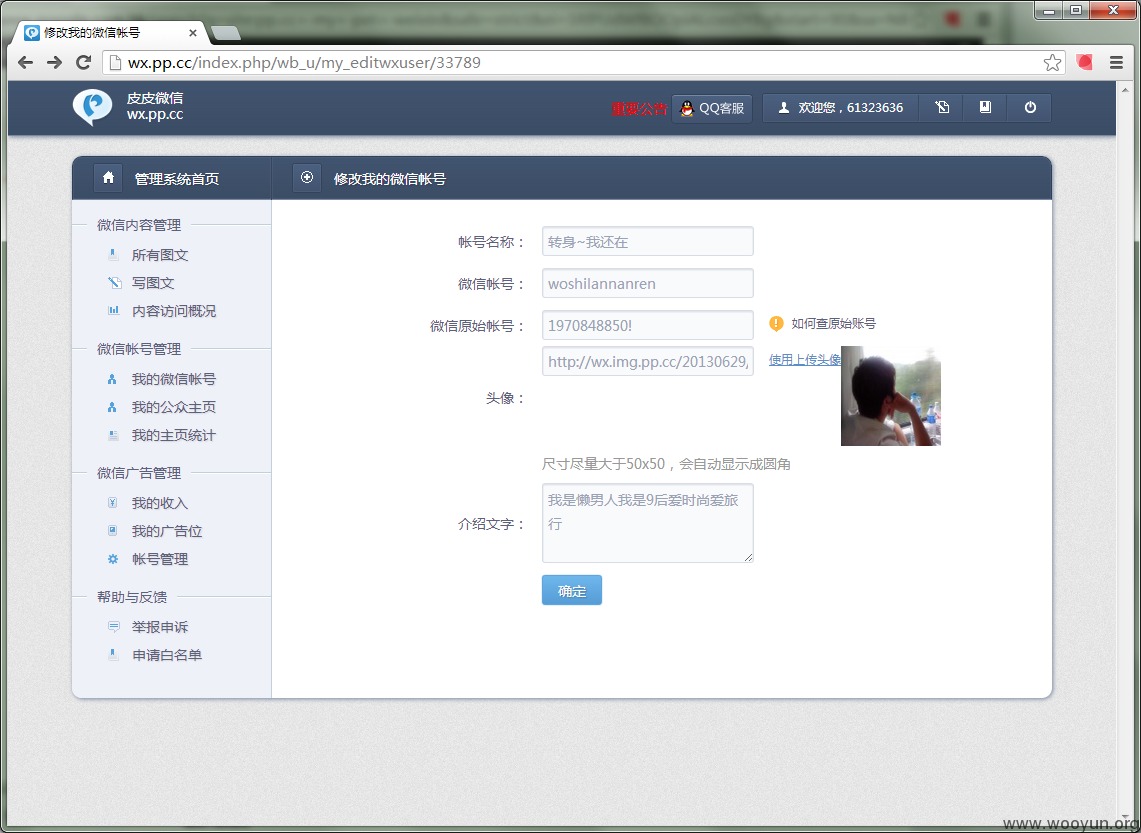 修改我的微信帐号
wx.pp.cc/index.php/wb_u/my_editwxuser/33789
皮皮微信
wx.pp.cc
重要公告
QQ客服
欢迎您，61323636
管理系统首页
修改我的微信帐号
微信内容管理
所有图文
写图文
内容访问概况
微信帐号管理
我的微信帐号
我的公众主页
我的主页统计
微信广告管理
我的收入
我的广告位
帐号管理
帮助与反馈
举报申诉
申请白名单
帐号名称：
转身~我还在
微信帐号：
woshilannanren
微信原始帐号：
1970848850!
如何查原始账号
头像：
http://wx.img.pp.cc/20130629,
使用上传头像
尺寸尽量大于50x50，会自动显示成圆角
介绍文字：
我是懒男人我是9后爱时尚爱旅
行
确定
www.wooyun.org